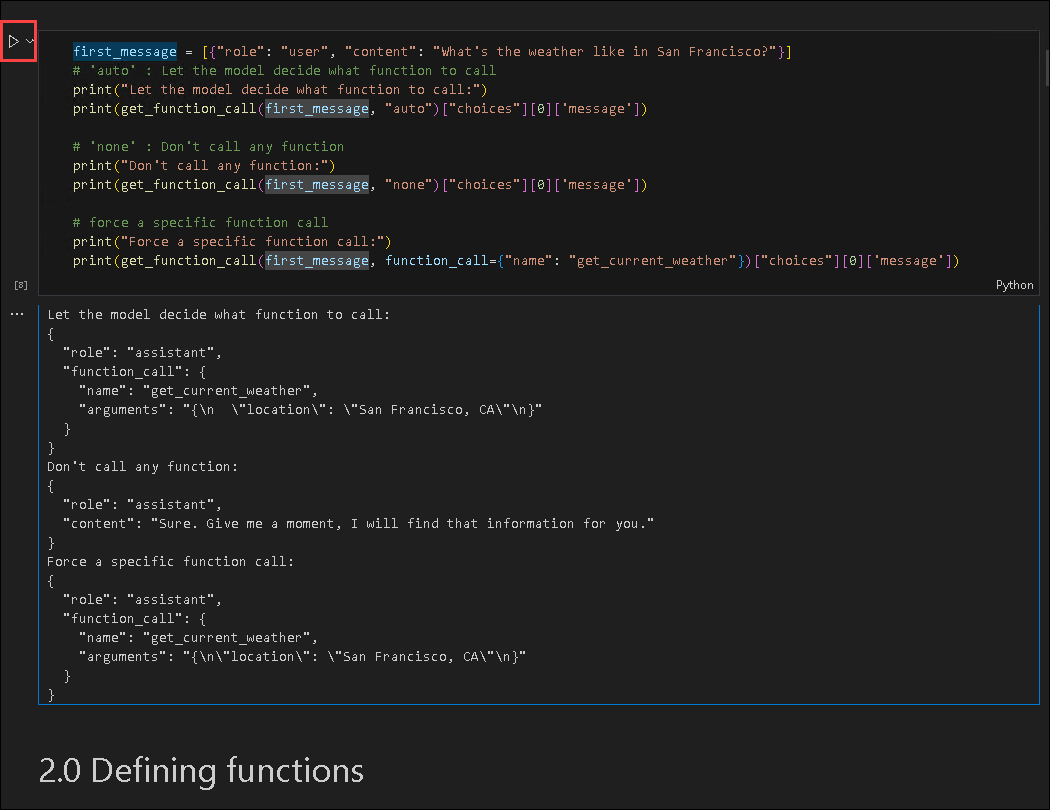 first_message = [{"role": "user", "content": "What's the weather like in San Francisco?"}]
# 'auto' : Let the model decide what function to call
print("Let the model decide what function to call:")
print(get_function_call(first_message, "auto")["choices"][0]['message'])

# 'none' : Don't call any function
print("Don't call any function:")
print(get_function_call(first_message, "none")["choices"][0]['message'])

# force a specific function call
print("Force a specific function call:")
print(get_function_call(first_message, function_call={"name": "get_current_weather"})["choices"][0]['message'])
[8]
Python
...
Let the model decide what function to call:
{
  "role": "assistant",
  "function_call": {
    "name": "get_current_weather",
    "arguments": "{\n  \"location\": \"San Francisco, CA\"\n}"
  }
}
Don't call any function:
{
  "role": "assistant",
  "content": "Sure. Give me a moment, I will find that information for you."
}
Force a specific function call:
{
  "role": "assistant",
  "function_call": {
    "name": "get_current_weather",
    "arguments": "{\n\"location\": \"San Francisco, CA\"\n}"
  }
}
2.0 Defining functions